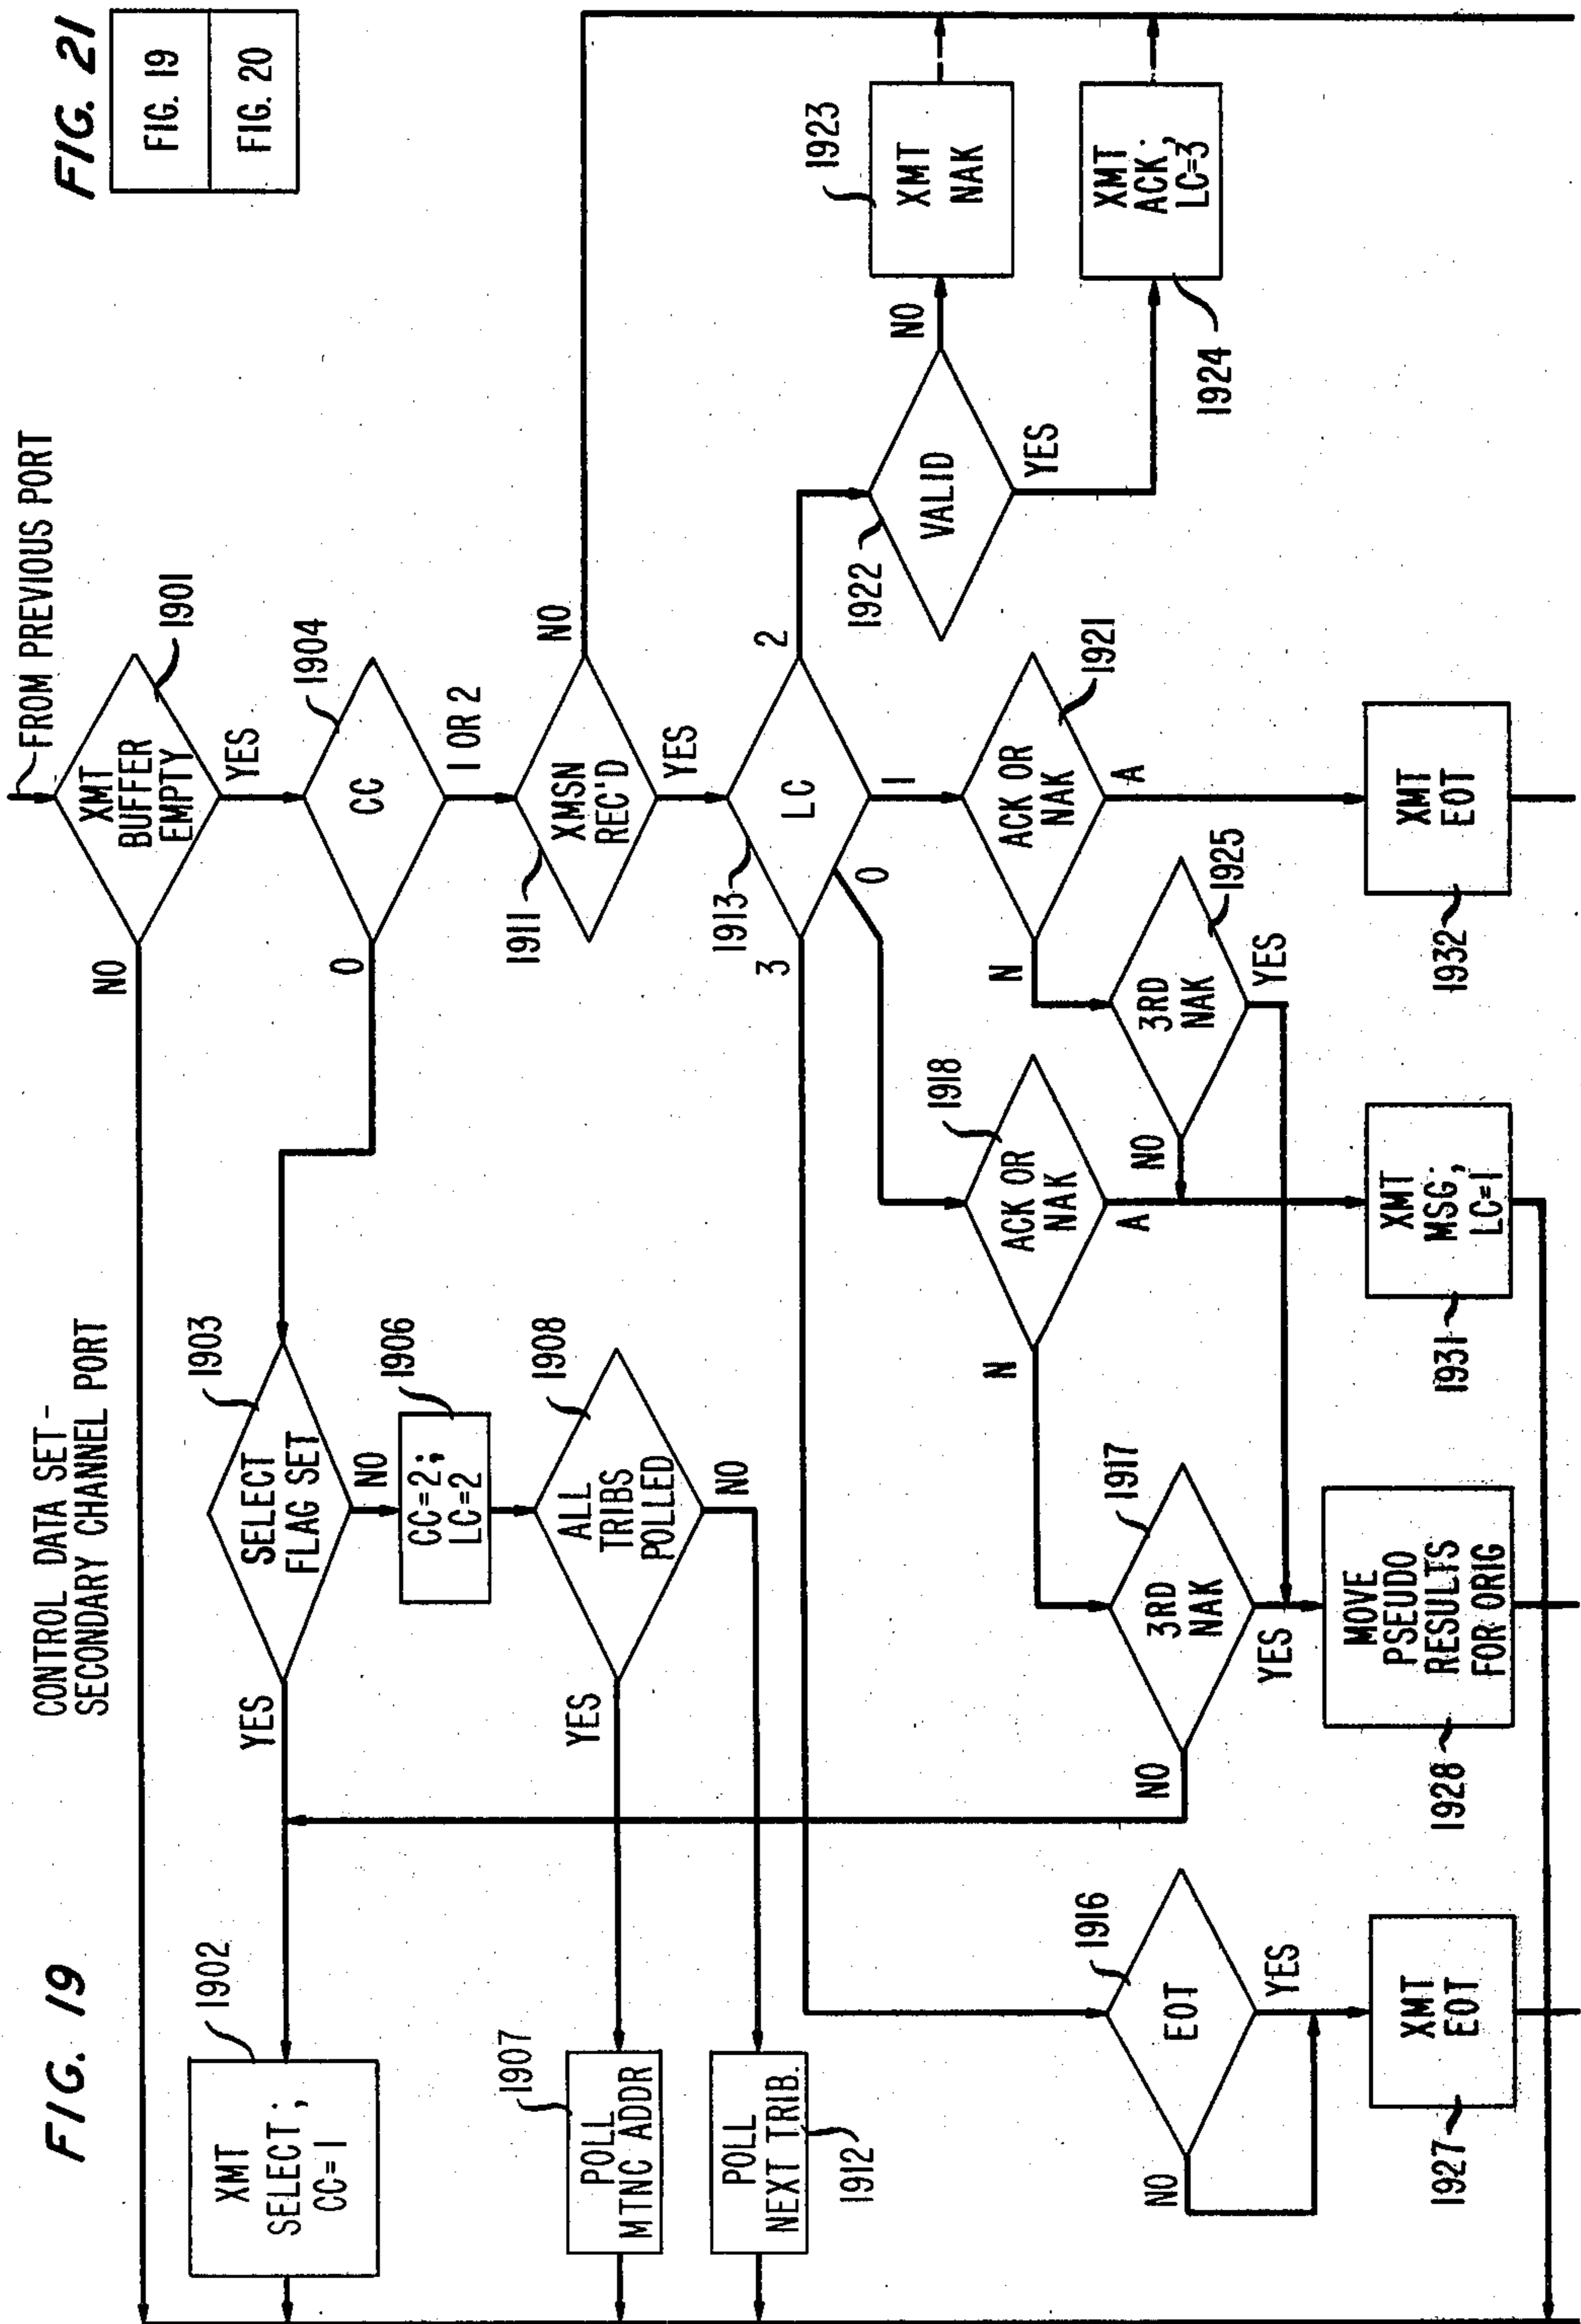 FIG. 19
CONTROL DATA SET -
SECONDARY CHANNEL PORT
FROM PREVIOUS PORT
FIG. 21
FIG. 19
FIG. 20
XMT
BUFFER
EMPTY
1901
NO
YES
CC
1904
0
1 OR 2
SELECT
FLAG SET
1903
YES
NO
XMT
SELECT;
CC=1
1902
CC=2;
LC=2
1906
ALL
TRIBS
POLLED
1908
YES
NO
POLL
MTNC ADDR
1907
POLL
NEXT TRIB.
1912
XMSN
REC'D
1911
NO
YES
LC
1913
3
2
1
0
VALID
1922
NO
YES
XMT
NAK
1923
XMT
ACK;
LC=3
1924
ACK OR
NAK
1921
N
A
ACK OR
NAK
1918
N
A
3RD
NAK
1925
NO
YES
3RD
NAK
1917
NO
YES
EOT
1916
NO
YES
XMT
EOT
1927
MOVE
PSEUDO
RESULTS
FOR ORIG
1928
XMT
MSG;
LC=1
1931
XMT
EOT
1932